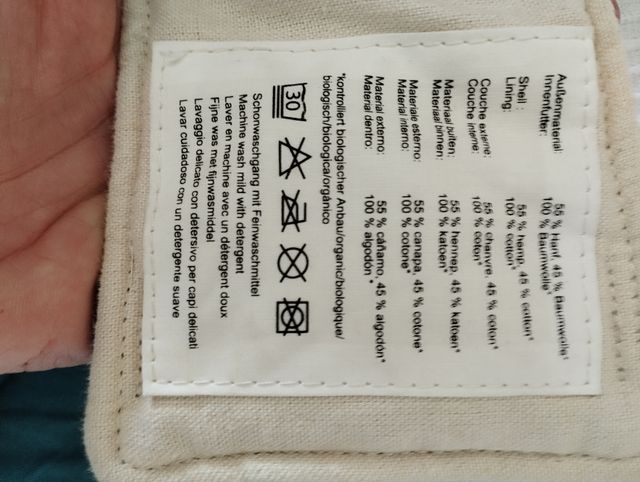 Außenmaterial: 55 % Hanf, 45 % Baumwolle*
Innenfutter: 100 % Baumwolle*
Shell: 55 % hemp, 45 % cotton*
Lining: 100 % cotton*
Couche externe: 55 % chanvre, 45 % coton*
Couche interne: 100 % coton*
Materiaal buiten: 55 % hennep, 45 % katoen*
Materiaal binnen: 100 % katoen*
Materiale esterno: 55 % canapa, 45 % cotone*
Material interno: 100 % cotone*
Material externo: 55 % cáñamo, 45 % algodón*
Material dentro: 100 % algodón*
*kontrolliert biologischer Anbau/organic/biologique/
biologisch/biologica/orgánico
30
Schonwaschgang mit Feinwaschmittel
Machine wash mild with detergent
Laver en machine avec un détergent doux
Fijne was met fijnwasmiddel
Lavaggio delicato con detersivo per capi delicati
Lavar cuidadoso con un detergente suave